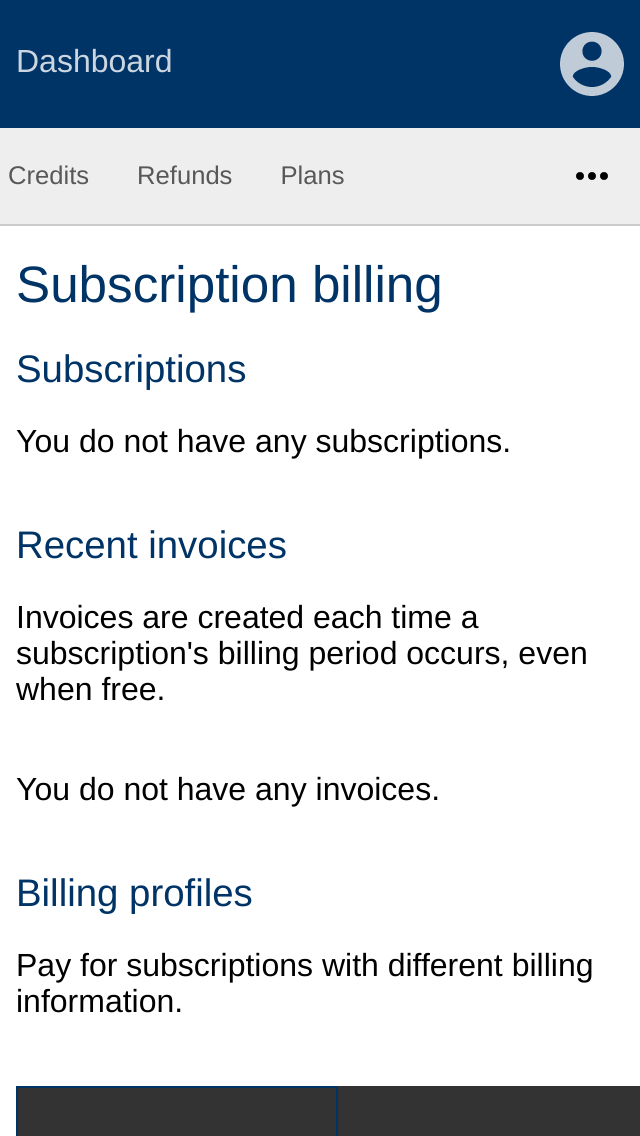 Dashboard
Credits Refunds Plans
Subscription billing
Subscriptions
You do not have any subscriptions.
Recent invoices
Invoices are created each time a
subscription's billing period occurs, even
when free.
You do not have any invoices.
Billing profiles
Pay for subscriptions with different billing
information.